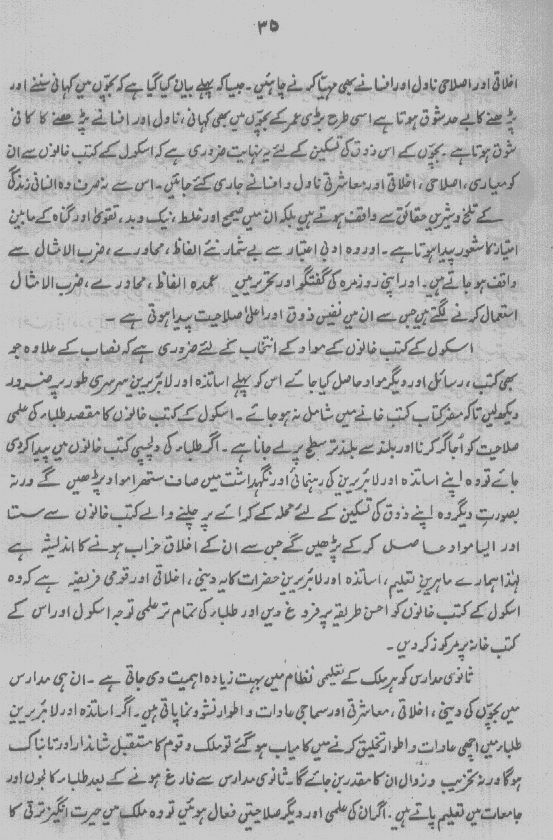 ۳۵
اخلاقی اور اصلاحی ناول اور افسانے بھی مہیا کرنے چاہئیں۔ جیسا کہ پہلے بیان کیا گیا ہے کہ بچوں میں کہانی سننے اور
پڑھنے کا بے حد شوق ہوتا ہے اسی طرح بڑی عمر کے بچوں میں بھی کہانی، ناول اور افسانے پڑھنے کا کافی
شوق ہوتا ہے۔ بچوں کے اس ذوق کی تسکین کے لئے یہ نہایت ضروری ہے کہ اسکول کے کتب خانوں سے ان
کو معیاری، اصلاحی، اخلاقی اور معاشرتی ناول و افسانے جاری کئے جائیں۔ اس سے نہ صرف وہ انسانی زندگی
کے تلخ و شیریں حقائق سے واقف ہوتے ہیں بلکہ ان میں صحیح اور غلط، نیک و بد، تقویٰ اور گناہ کے مابین
امتیاز کا شعور پیدا ہوتا ہے۔ اور وہ ادبی اعتبار سے بے شمار نئے الفاظ، محاورے، ضرب الامثال سے
واقف ہو جاتے ہیں۔ اور اپنی روزمرہ کی گفتگو اور تحریر میں عمدہ الفاظ، محاورے، ضرب الامثال
استعمال کرنے لگتے ہیں جس سے ان میں نفیس ذوق اور اعلیٰ صلاحیت پیدا ہوتی ہے۔
اسکول کے کتب خانوں کے مواد کے انتخاب کے لئے ضروری ہے کہ نصاب کے علاوہ جو
بھی کتب، رسائل اور دیگر مواد حاصل کیا جائے اس کو پہلے اساتذہ اور لائبریرین سرسری طور پر ضرور
دیکھ لیں تاکہ مضر کتاب کتب خانے میں شامل نہ ہو جائے۔ اسکول کے کتب خانوں کا مقصد طلباء کی علمی
صلاحیت کو اجاگر کرنا اور بلند سے بلند تر سطح پر لے جانا ہے۔ اگر طلباء کی دلچسپی کتب خانوں میں پیدا کر دی
جائے تو وہ اپنے اساتذہ اور لائبریرین کی رہنمائی اور نگہداشت میں صاف ستھرا مواد پڑھیں گے ورنہ
بصورت دیگر وہ اپنے ذوق کی تسکین کے لئے محلہ کے کرائے پر چلنے والے کتب خانوں سے سستا
اور ایسا مواد حاصل کر کے پڑھیں گے جس سے ان کے اخلاق خراب ہونے کا اندیشہ ہے
لہٰذا ہمارے ماہرین تعلیم، اساتذہ اور لائبریرین حضرات کا یہ دینی، اخلاقی اور قومی فریضہ ہے کہ وہ
اسکول کے کتب خانوں کو احسن طریقہ پر فروغ دیں اور طلباء کی تمام تر علمی توجہ اسکول اور اس کے
کتب خانہ پر مرکوز کر دیں۔
ثانوی مدارس کو ہر ملک کے تعلیمی نظام میں بہت زیادہ اہمیت دی جاتی ہے۔ ان ہی مدارس
میں بچوں کی دینی، اخلاقی، معاشرتی اور سماجی عادات و اطوار نشوونما پاتی ہیں۔ اگر اساتذہ اور لائبریرین
طلباء میں اچھی عادات و اطوار تخلیق کرنے میں کامیاب ہو گئے تو ملک و قوم کا مستقبل شاندار اور تابناک
ہوگا ورنہ تخریب و زوال ان کا مقدر بن جائے گا۔ ثانوی مدارس سے فارغ ہونے کے بعد طلباء کالجوں اور
جامعات میں تعلیم پاتے ہیں۔ اگر ان کی علمی اور دیگر صلاحیتیں فعال ہوئیں تو وہ ملک میں حیرت انگیز ترقی کا